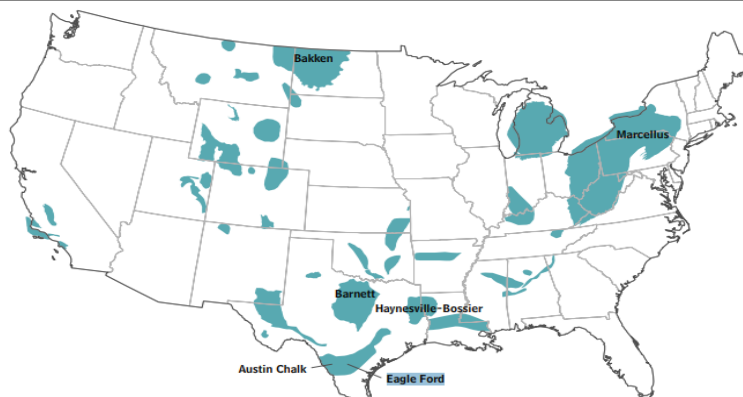 Bakken
Marcellus
Barnett
Haynesville-Bossier
Austin Chalk
Eagle Ford